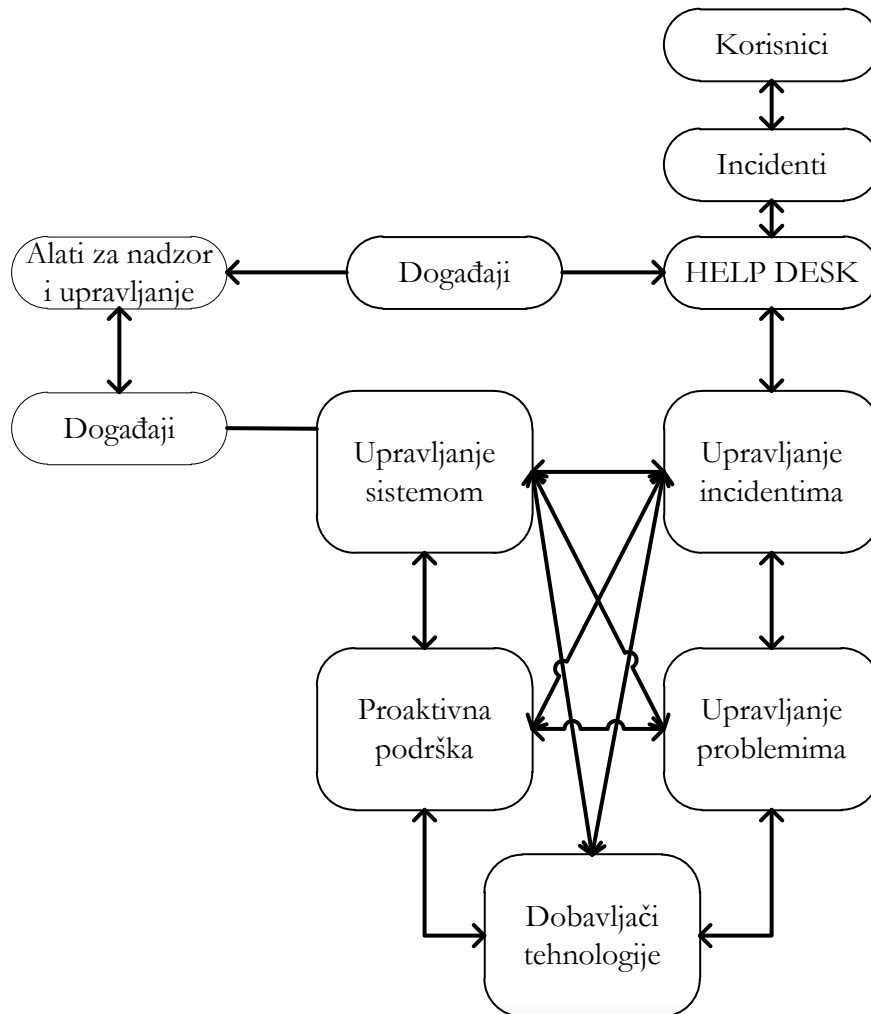 Korisnici
Incidenti
Alati za nadzor
i upravljanje
Događaji
HELP DESK
Događaji
Upravljanje
sistemom
Upravljanje
incidentima
Proaktivna
podrška
Upravljanje
problemima
Dobavljači
tehnologije